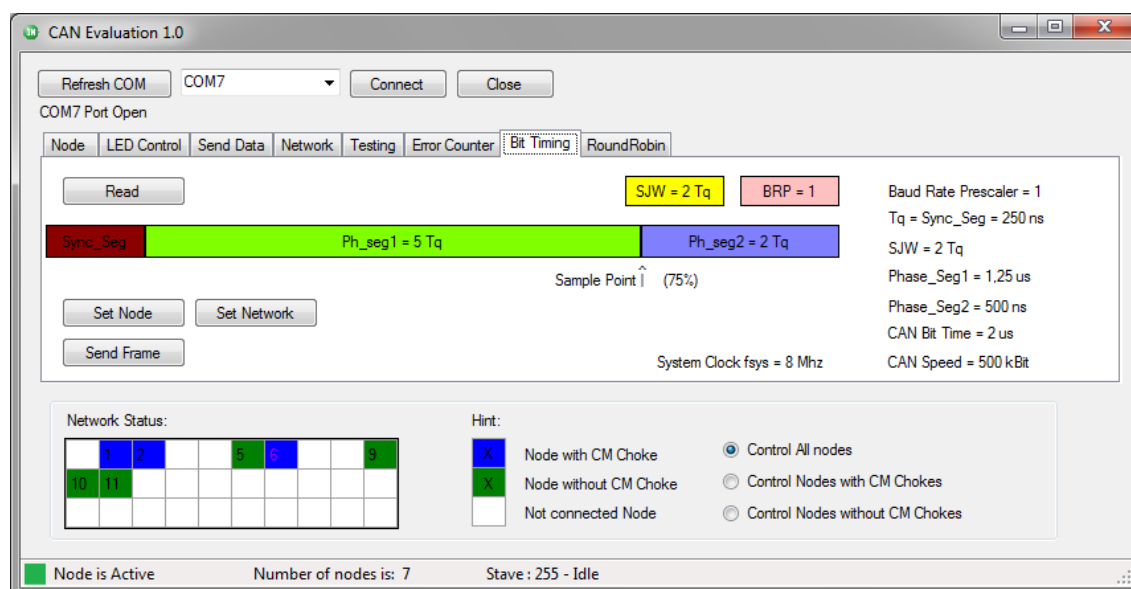 CAN Evaluation 1.0
Refresh COM COM7 Connect Close
COM7 Port Open
Node LED Control Send Data Network Testing Error Counter Bit Timing RoundRobin
Read SJW = 2 Tq BRP = 1 Baud Rate Prescaler = 1
Tq = Sync_Seg = 250 ns
Sync_Seg Ph_seg1 = 5 Tq Ph_seg2 = 2 Tq SJW = 2 Tq
Sample Point (75%) Phase_Seg1 = 1,25 us
Set Node Set Network Phase_Seg2 = 500 ns
CAN Bit Time = 2 us
Send Frame System Clock fsys = 8 Mhz CAN Speed = 500 kBit
Network Status: Hint:
1 2 5 6 9 X Node with CM Choke Control All nodes
10 11 X Node without CM Choke Control Nodes with CM Chokes
Not connected Node Control Nodes without CM Chokes
Node is Active Number of nodes is: 7 Stave : 255 - Idle